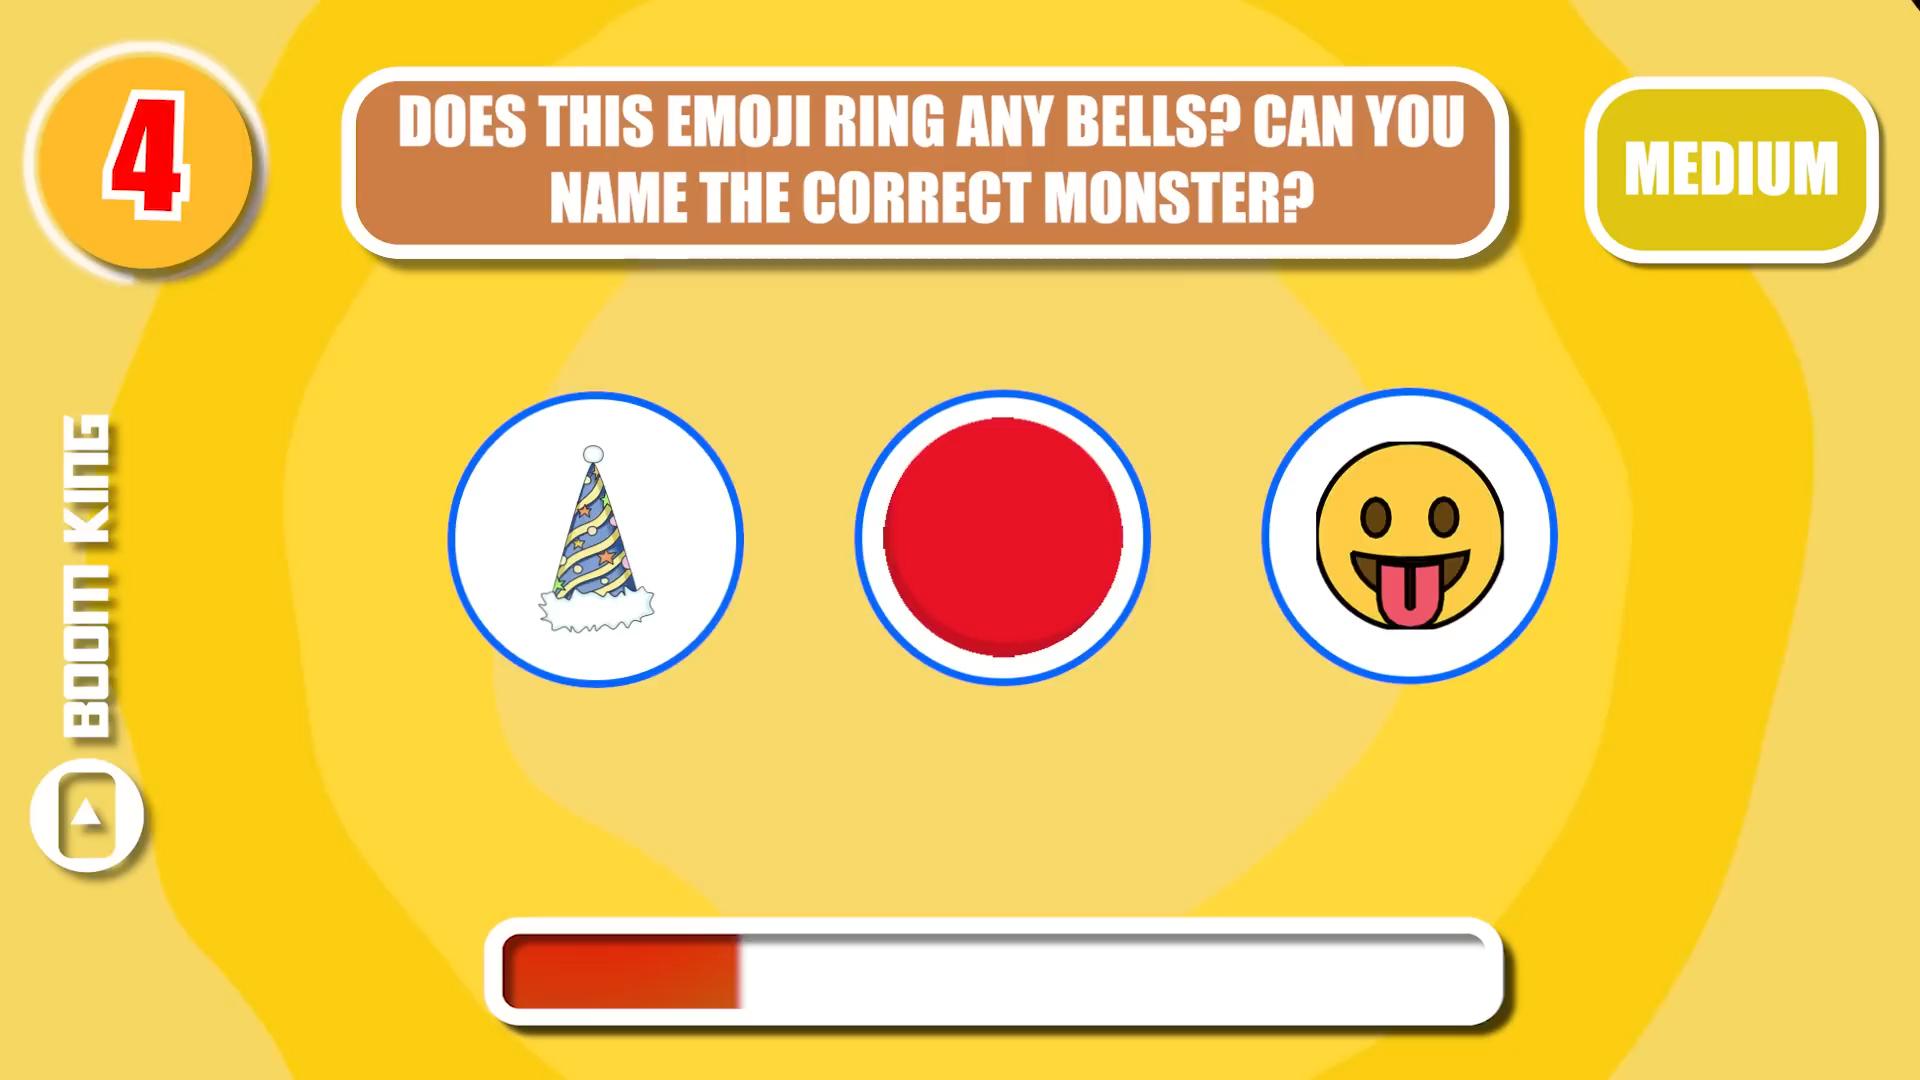 4
DOES THIS EMOJI RING ANY BELLS? CAN YOU
NAME THE CORRECT MONSTER?
MEDIUM
BOOM KING